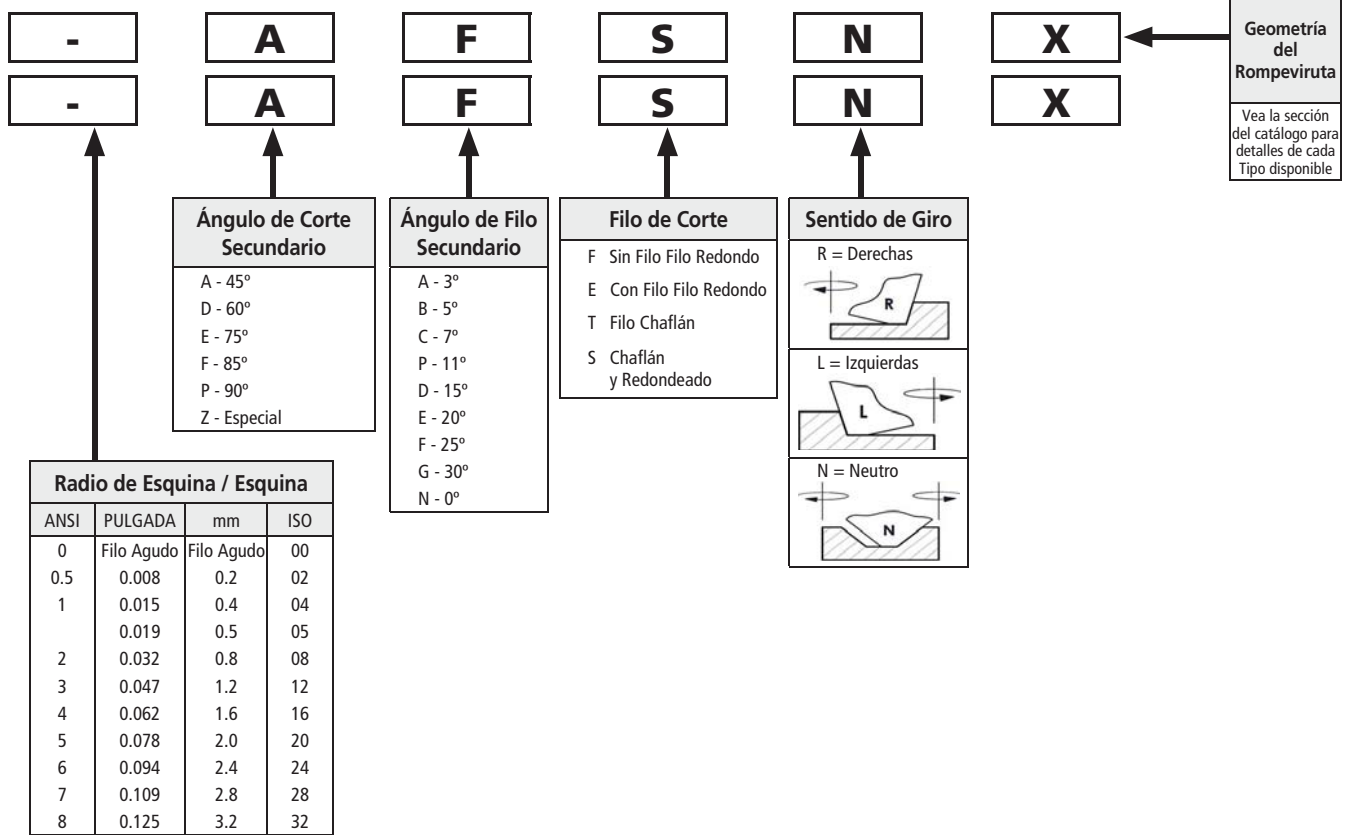 - A F S N X
- A F S N X
Geometría
del
Rompeviruta
Vea la sección
del catálogo para
detalles de cada
Tipo disponible
Ángulo de Corte
Secundario
A - 45º
D - 60º
E - 75º
F - 85º
P - 90º
Z - Especial
Ángulo de Filo
Secundario
A - 3º
B - 5º
C - 7º
P - 11º
D - 15º
E - 20º
F - 25º
G - 30º
N - 0º
Filo de Corte
F Sin Filo Filo Redondo
E Con Filo Filo Redondo
T Filo Chaflán
S Chaflán
y Redondeado
Sentido de Giro
R = Derechas
R
L = Izquierdas
L
N = Neutro
N
Radio de Esquina / Esquina
ANSI PULGADA mm ISO
0 Filo Agudo Filo Agudo 00
0.5 0.008 0.2 02
1 0.015 0.4 04
0.019 0.5 05
2 0.032 0.8 08
3 0.047 1.2 12
4 0.062 1.6 16
5 0.078 2.0 20
6 0.094 2.4 24
7 0.109 2.8 28
8 0.125 3.2 32